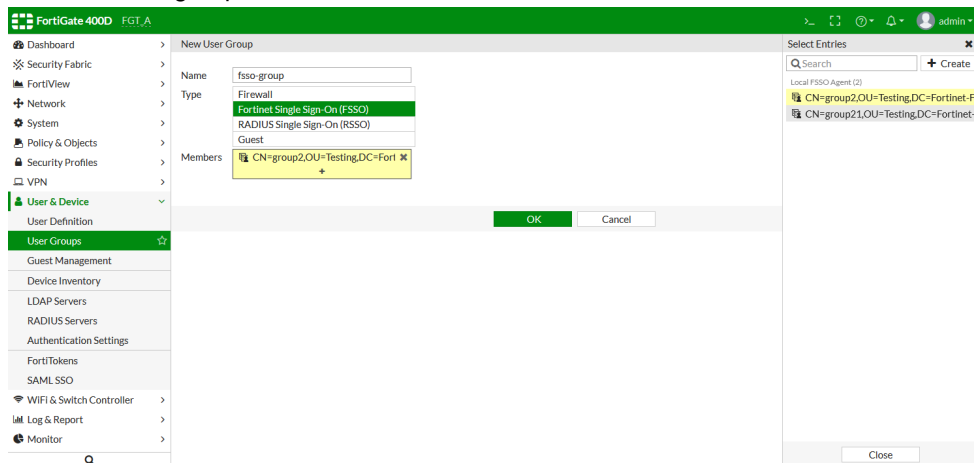 FortiGate 400D FGT_A
>_ admin
Dashboard
Security Fabric
FortiView
Network
System
Policy & Objects
Security Profiles
VPN
User & Device
User Definition
User Groups
Guest Management
Device Inventory
LDAP Servers
RADIUS Servers
Authentication Settings
FortiTokens
SAML SSO
WiFi & Switch Controller
Log & Report
Monitor
New User Group
Name fsso-group
Type Firewall
Fortinet Single Sign-On (FSSO)
RADIUS Single Sign-On (RSSO)
Guest
Members CN=group2,OU=Testing,DC=Fort
+
OK Cancel
Select Entries
Search + Create
Local FSSO Agent (2)
CN=group2,OU=Testing,DC=Fortinet-F
CN=group21,OU=Testing,DC=Fortinet-
Close